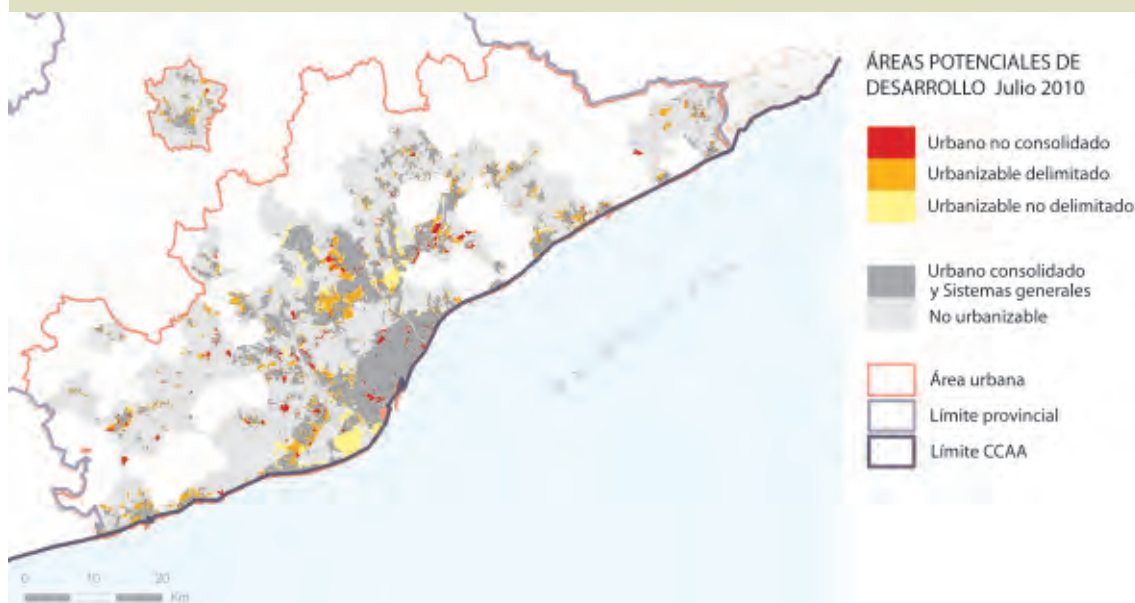 ÁREAS POTENCIALES DE
DESARROLLO Julio 2010
Urbano no consolidado
Urbanizable delimitado
Urbanizable no delimitado
Urbano consolidado
y Sistemas generales
No urbanizable
Área urbana
Límite provincial
Límite CCAA
0 10 20
Km